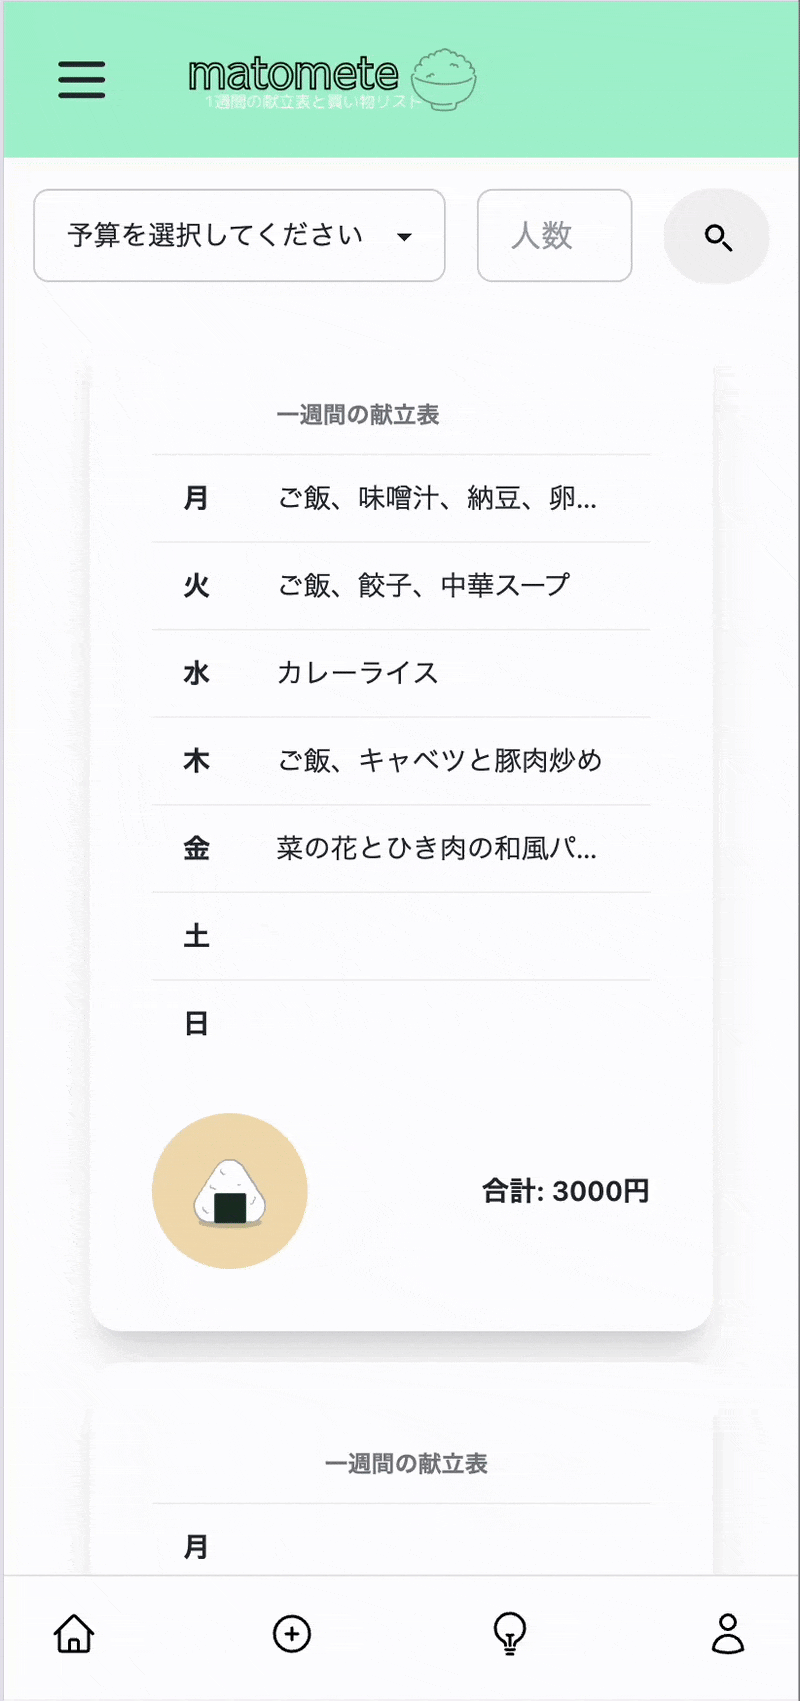 matomete
1週間の献立表と買い物リスト
予算を選択してください
人数
一週間の献立表
月 ご飯、味噌汁、納豆、卵...
火 ご飯、餃子、中華スープ
水 カレーライス
木 ご飯、キャベツと豚肉炒め
金 菜の花とひき肉の和風パ...
土
日
合計: 3000円
一週間の献立表
月